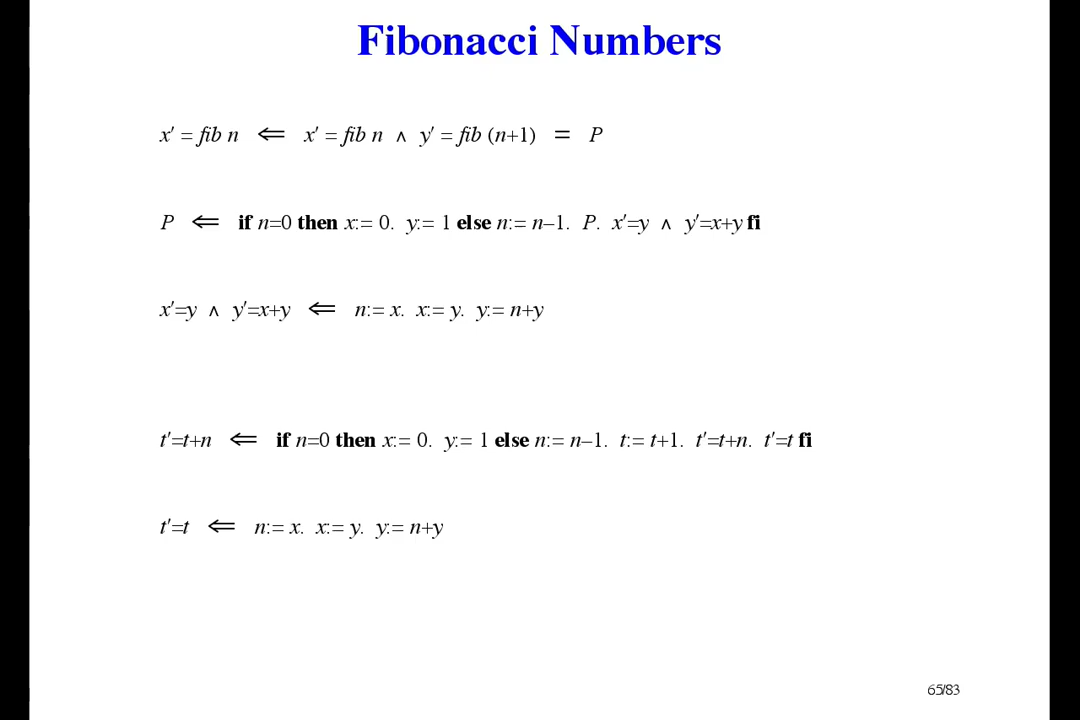 Fibonacci Numbers
x′ = fib n ⇐ x′ = fib n ∧ y′ = fib (n+1) = P
P ⇐ if n=0 then x:= 0. y:= 1 else n:= n–1. P. x′=y ∧ y′=x+y fi
x′=y ∧ y′=x+y ⇐ n:= x. x:= y. y:= n+y
t′=t+n ⇐ if n=0 then x:= 0. y:= 1 else n:= n–1. t:= t+1. t′=t+n. t′=t fi
t′=t ⇐ n:= x. x:= y. y:= n+y
65/83